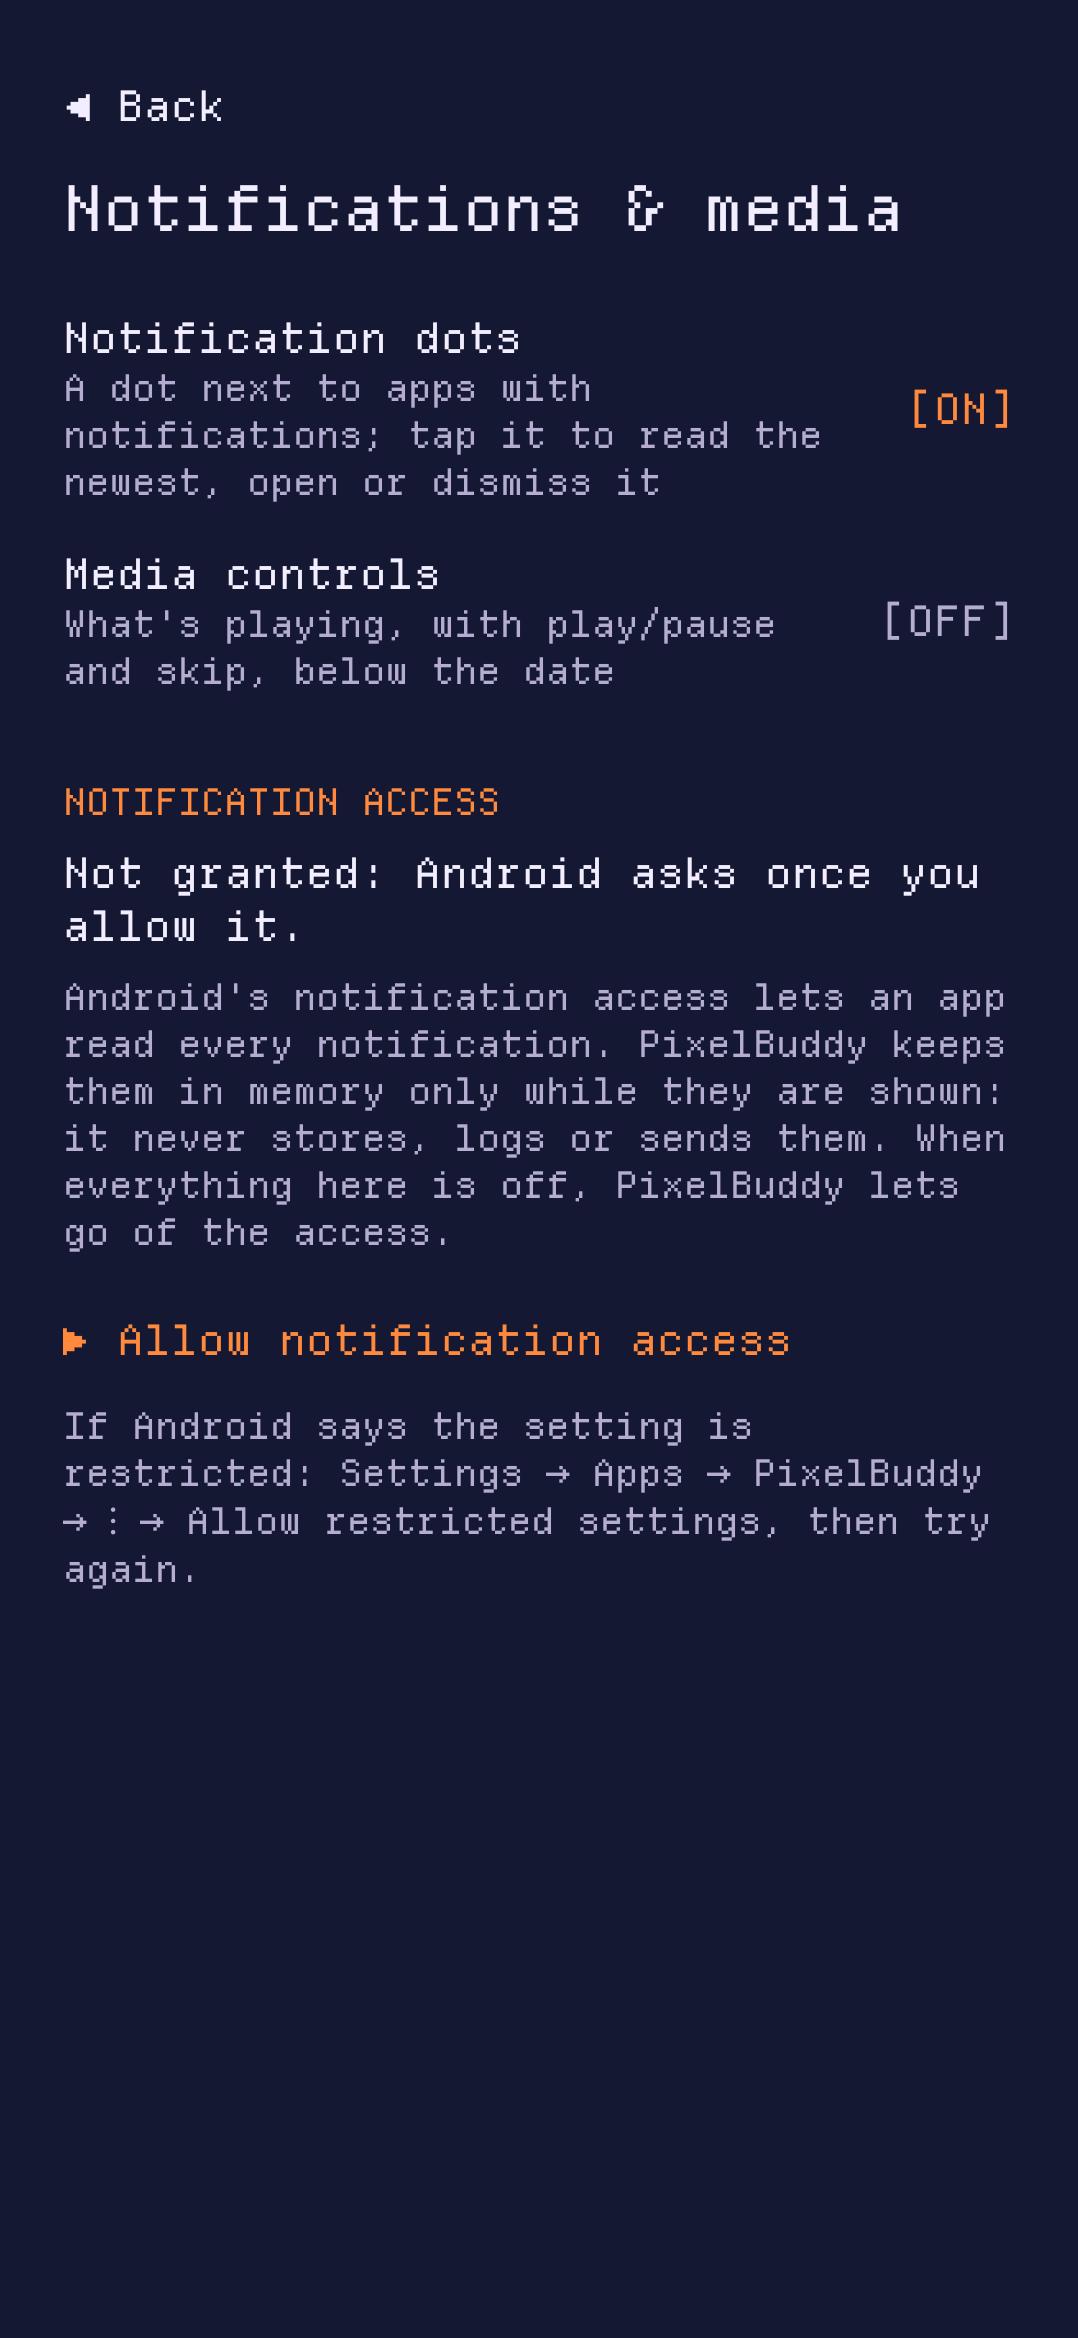 ◀ Back
Notifications & media
Notification dots
A dot next to apps with
notifications; tap it to read the
newest, open or dismiss it
[ON]
Media controls
What's playing, with play/pause
and skip, below the date
[OFF]
NOTIFICATION ACCESS
Not granted: Android asks once you
allow it.
Android's notification access lets an app
read every notification. PixelBuddy keeps
them in memory only while they are shown:
it never stores, logs or sends them. When
everything here is off, PixelBuddy lets
go of the access.
▶ Allow notification access
If Android says the setting is
restricted: Settings → Apps → PixelBuddy
→ ⋮ → Allow restricted settings, then try
again.